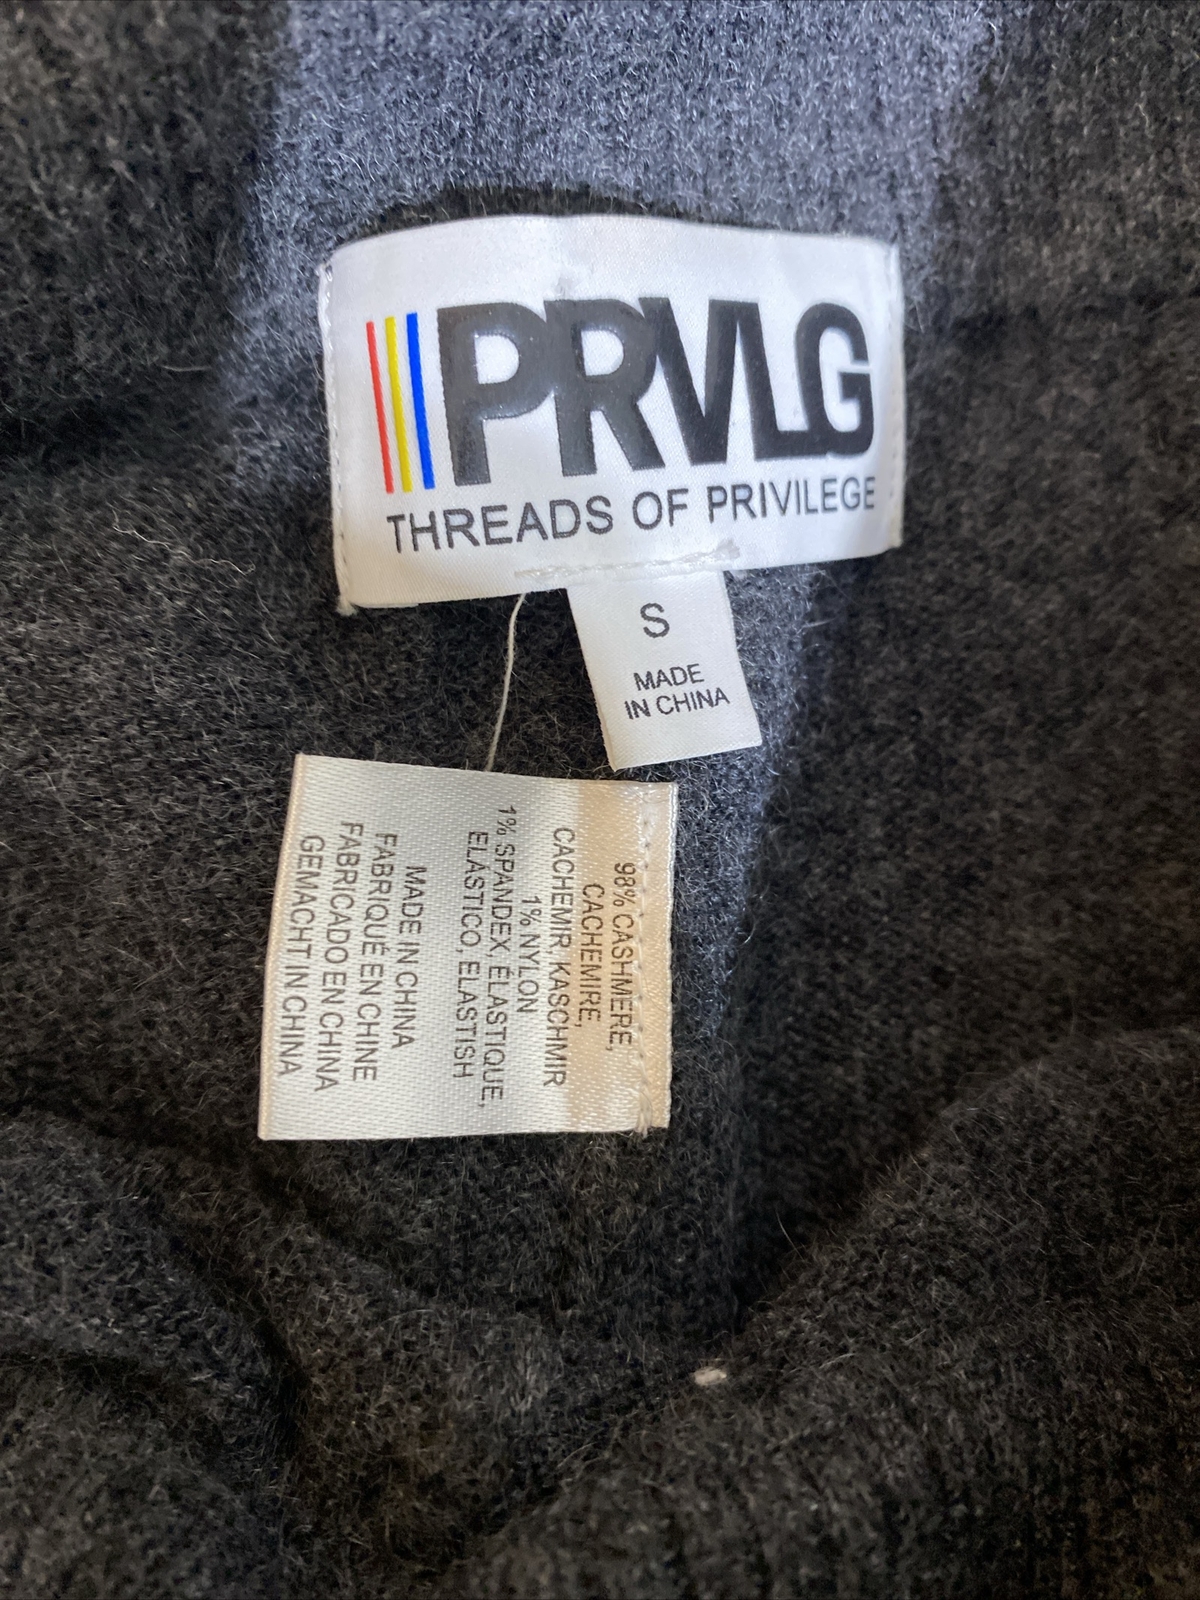 PRVLG
THREADS OF PRIVILEGE
S
MADE
IN CHINA
98% CASHMERE,
CACHEMIRE,
CACHEMIR, KASCHMIR
1% NYLON
1% SPANDEX, ÉLASTIQUE,
ELÁSTICO, ELASTISH
MADE IN CHINA
FABRIQUÉ EN CHINE
FABRICADO EN CHINA
GEMACHT IN CHINA